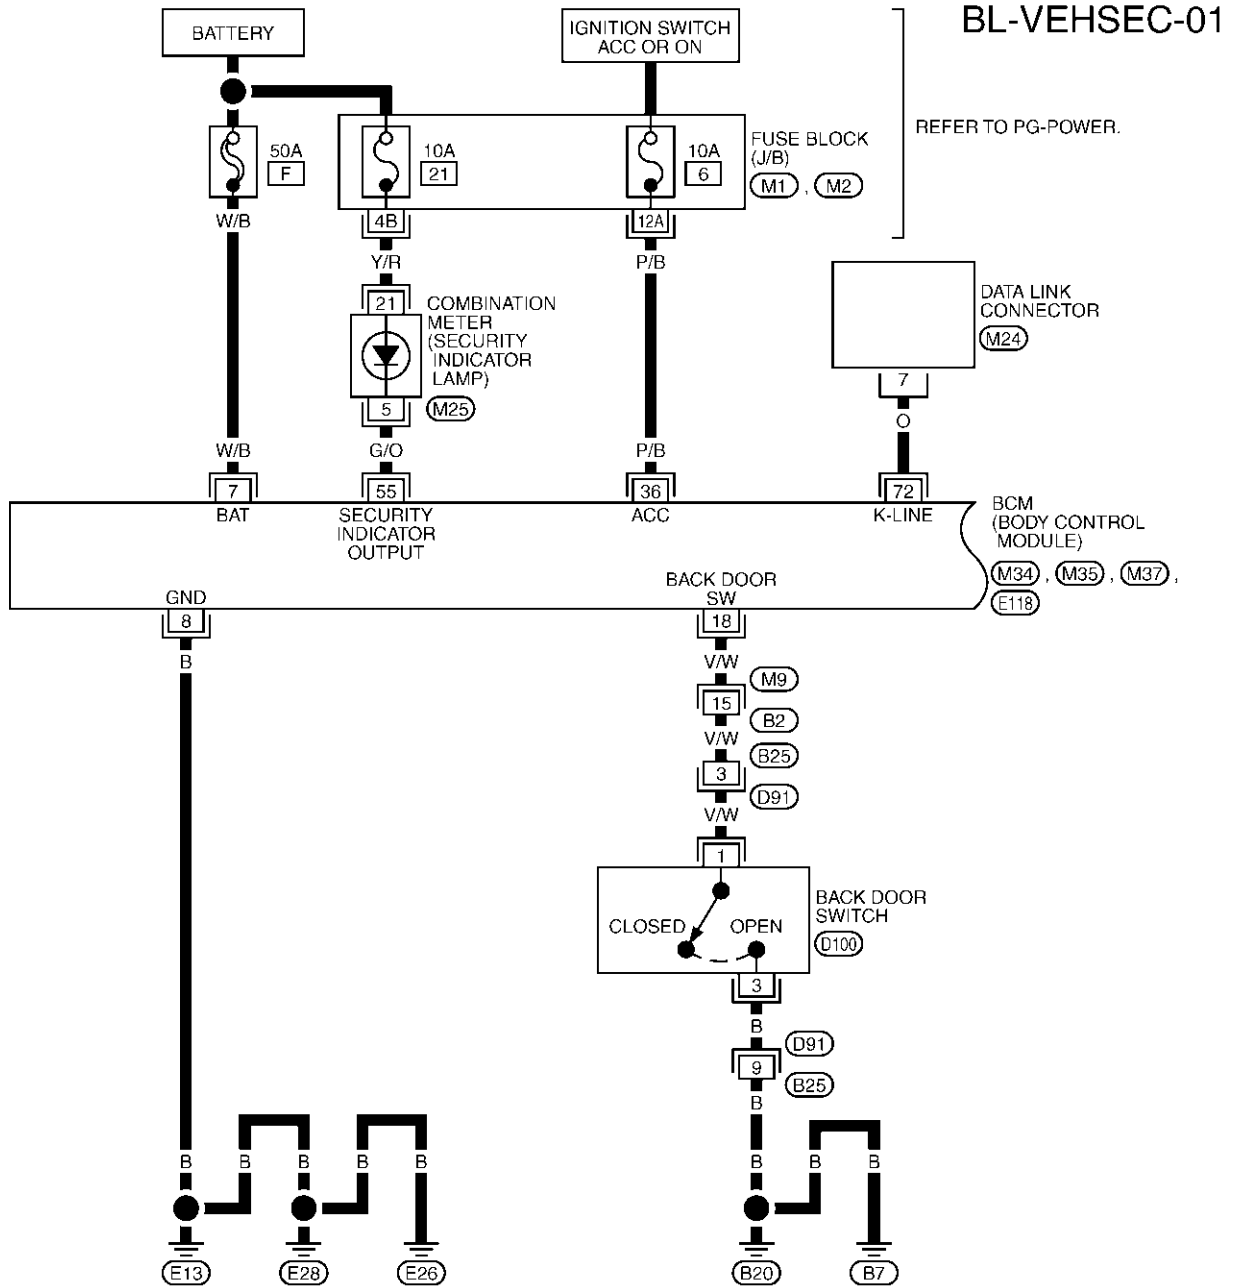 BL-VEHSEC-01
BATTERY
IGNITION SWITCH
ACC OR ON
REFER TO PG-POWER.
50A
F
10A
21
10A
6
FUSE BLOCK
(J/B)
M1 , M2
W/B
4B
12A
Y/R
P/B
21
COMBINATION
METER
(SECURITY
INDICATOR
LAMP)
M25
5
DATA LINK
CONNECTOR
M24
7
O
W/B
G/O
P/B
7
55
36
72
BAT
SECURITY
INDICATOR
OUTPUT
ACC
K-LINE
BCM
(BODY CONTROL
MODULE)
M34 , M35 , M37 ,
E118
GND
BACK DOOR
SW
8
18
B
V/W
M9
15
B2
V/W
B25
3
D91
V/W
1
BACK DOOR
SWITCH
D100
CLOSED
OPEN
3
B
D91
9
B25
B
B B B B B
B B B
E13
E28
E26
B20
B7